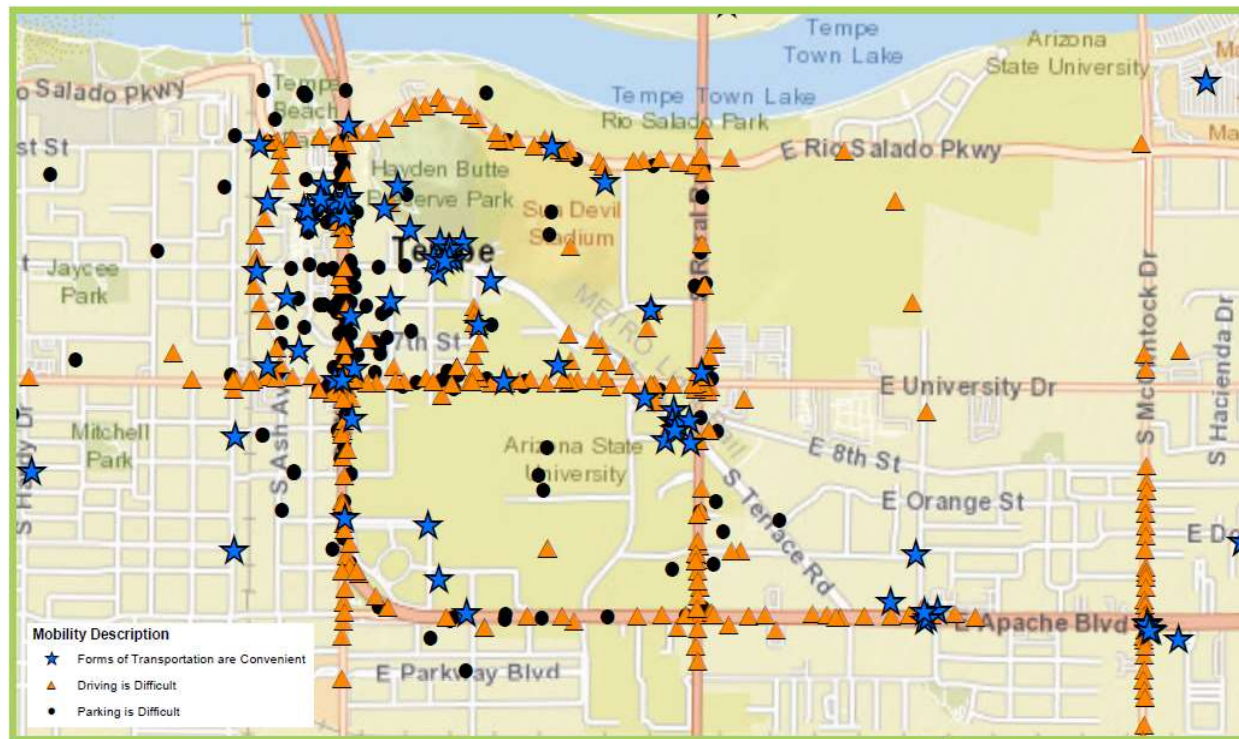 Tempe
Town Lake
Arizona
State University
o Salado Pkwy
Tempe
Beach
Tempe Town Lake
Rio Salado Park
st St
E Rio Salado Pkwy
Hayden Butte
Preserve Park
Sun Devil
Stadium
Tempe
Jaycee
Park
METRO
7th St
E University Dr
S McClintock Dr
S Hacienda Dr
S Hardy Dr
Mitchell
Park
S Ash Av
Arizona State
University
E 8th St
S Terrace Rd
E Orange St
E Apache Blvd
E Parkway Blvd
Mobility Description
Forms of Transportation are Convenient
Driving is Difficult
Parking is Difficult